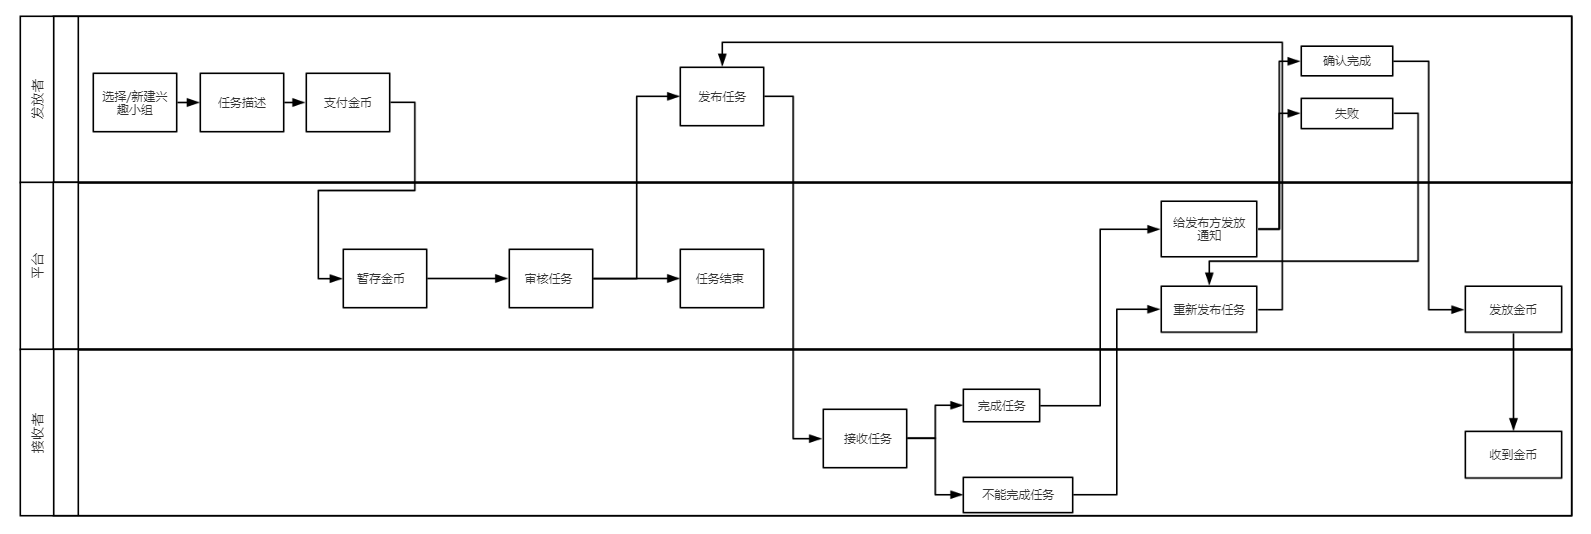 发放者
选择/新建兴
趣小组
任务描述
支付金币
发布任务
确认完成
失败
平台
暂存金币
审核任务
任务结束
给发布方发放
通知
重新发布任务
发放金币
接收者
接收任务
完成任务
不能完成任务
收到金币